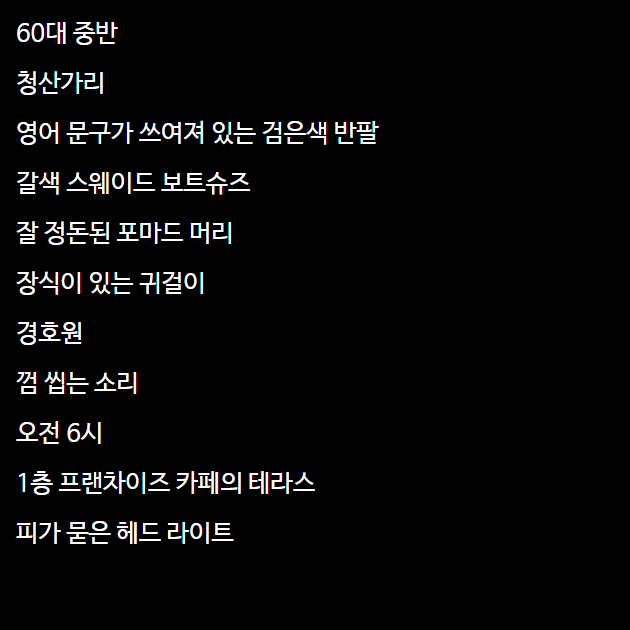 60대 중반
청산가리
영어 문구가 쓰여져 있는 검은색 반팔
갈색 스웨이드 보트슈즈
잘 정돈된 포마드 머리
장식이 있는 귀걸이
경호원
껌 씹는 소리
오전 6시
1층 프랜차이즈 카페의 테라스
피가 묻은 헤드 라이트